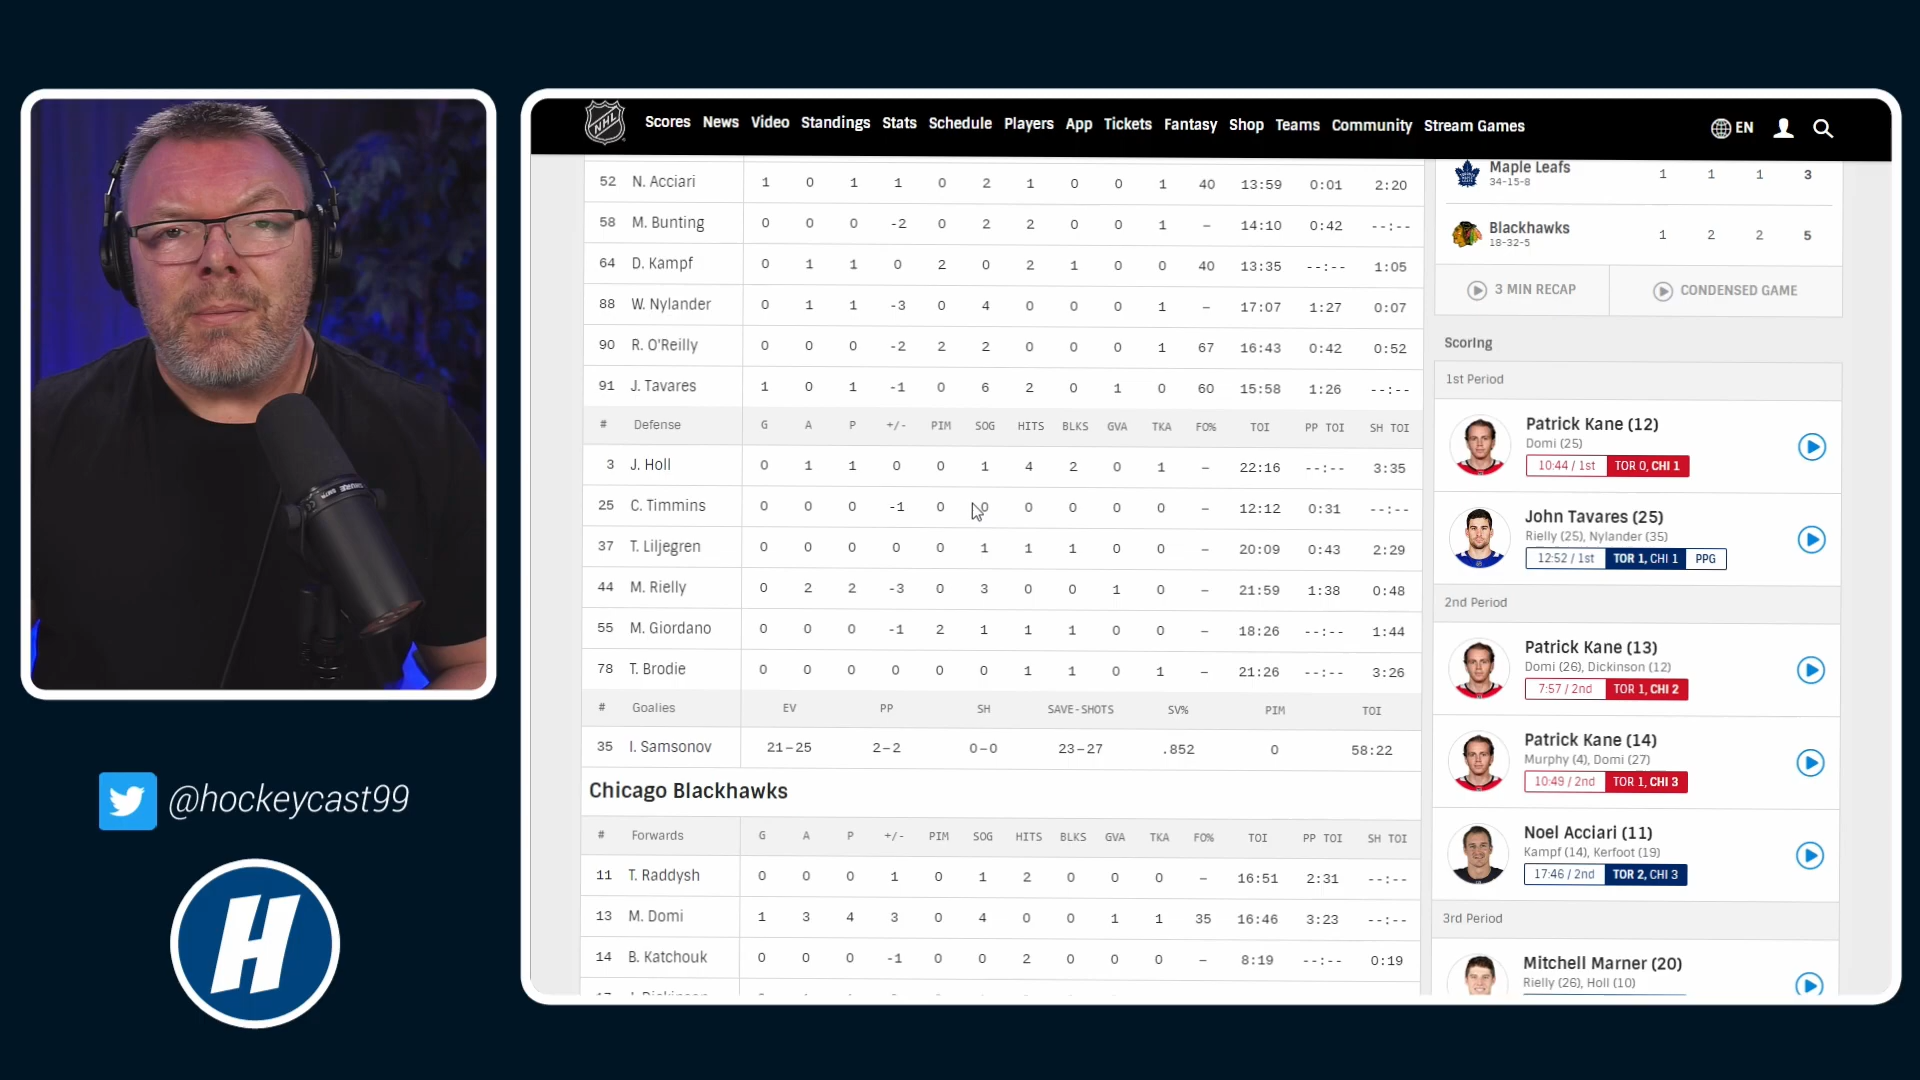 NHL
Scores News Video Standings Stats Schedule Players App Tickets Fantasy Shop Teams Community Stream Games
EN
52 N. Acciari 1 0 1 1 0 2 1 0 0 1 40 13:59 0:01 2:20
58 M. Bunting 0 0 0 -2 0 2 2 0 0 1 – 14:10 0:42 --:--
64 D. Kampf 0 1 1 0 2 0 2 1 0 0 40 13:35 --:-- 1:05
88 W. Nylander 0 1 1 -3 0 4 0 0 0 1 – 17:07 1:27 0:07
90 R. O'Reilly 0 0 0 -2 2 2 0 0 0 1 67 16:43 0:42 0:52
91 J. Tavares 1 0 1 -1 0 6 2 0 1 0 60 15:58 1:26 --:--
# Defense G A P +/- PIM SOG HITS BLKS GVA TKA FO% TOI PP TOI SH TOI
3 J. Holl 0 1 1 0 0 1 4 2 0 1 – 22:16 --:-- 3:35
25 C. Timmins 0 0 0 -1 0 0 0 0 0 0 – 12:12 0:31 --:--
37 T. Liljegren 0 0 0 0 0 1 1 1 0 0 – 20:09 0:43 2:29
44 M. Rielly 0 2 2 -3 0 3 0 0 1 0 – 21:59 1:38 0:48
55 M. Giordano 0 0 0 -1 2 1 1 1 0 0 – 18:26 --:-- 1:44
78 T. Brodie 0 0 0 0 0 0 1 1 0 1 – 21:26 --:-- 3:26
# Goalies EV PP SH SAVE-SHOTS SV% PIM TOI
35 I. Samsonov 21–25 2–2 0–0 23–27 .852 0 58:22
Chicago Blackhawks
# Forwards G A P +/- PIM SOG HITS BLKS GVA TKA FO% TOI PP TOI SH TOI
11 T. Raddysh 0 0 0 1 0 1 2 0 0 0 – 16:51 2:31 --:--
13 M. Domi 1 3 4 3 0 4 0 0 1 1 35 16:46 3:23 --:--
14 B. Katchouk 0 0 0 -1 0 0 2 0 0 0 – 8:19 --:-- 0:19
Maple Leafs 1 1 1 3
34-15-8
Blackhawks 1 2 2 5
18-32-5
3 MIN RECAP CONDENSED GAME
Scoring
1st Period
Patrick Kane (12)
Domi (25)
10:44 / 1st TOR 0, CHI 1
John Tavares (25)
Rielly (25), Nylander (35)
12:52 / 1st TOR 1, CHI 1 PPG
2nd Period
Patrick Kane (13)
Domi (26), Dickinson (12)
7:57 / 2nd TOR 1, CHI 2
Patrick Kane (14)
Murphy (4), Domi (27)
10:49 / 2nd TOR 1, CHI 3
Noel Acciari (11)
Kampf (14), Kerfoot (19)
17:46 / 2nd TOR 2, CHI 3
3rd Period
Mitchell Marner (20)
Rielly (26), Holl (10)
@hockeycast99
H